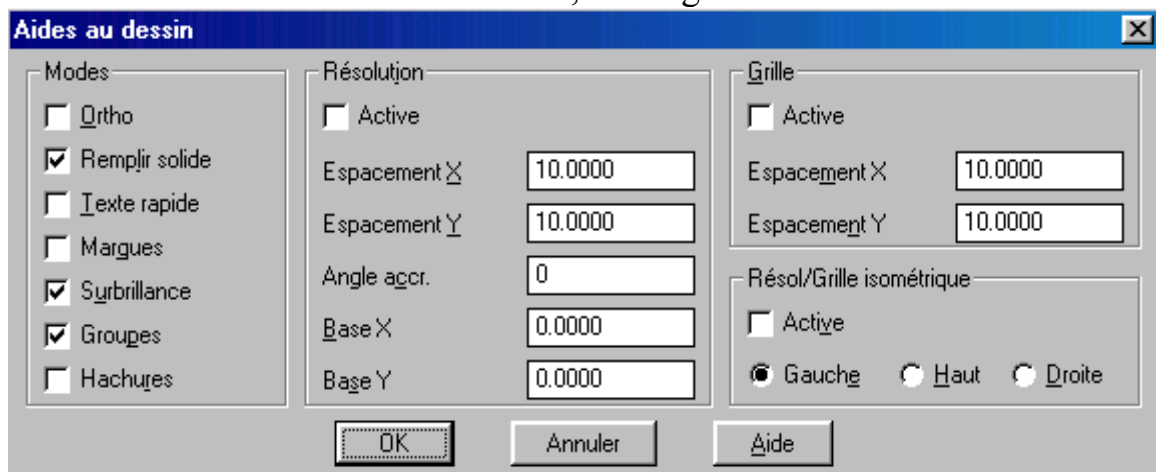 Aides au dessin
Modes
Ortho
Remplir solide
Texte rapide
Margues
Surbrillance
Groupes
Hachures
Résolution
Active
Espacement X 10.0000
Espacement Y 10.0000
Angle accr. 0
Base X 0.0000
Base Y 0.0000
Grille
Active
Espacement X 10.0000
Espacement Y 10.0000
Résol/Grille isométrique
Active
Gauche Haut Droite
OK Annuler Aide